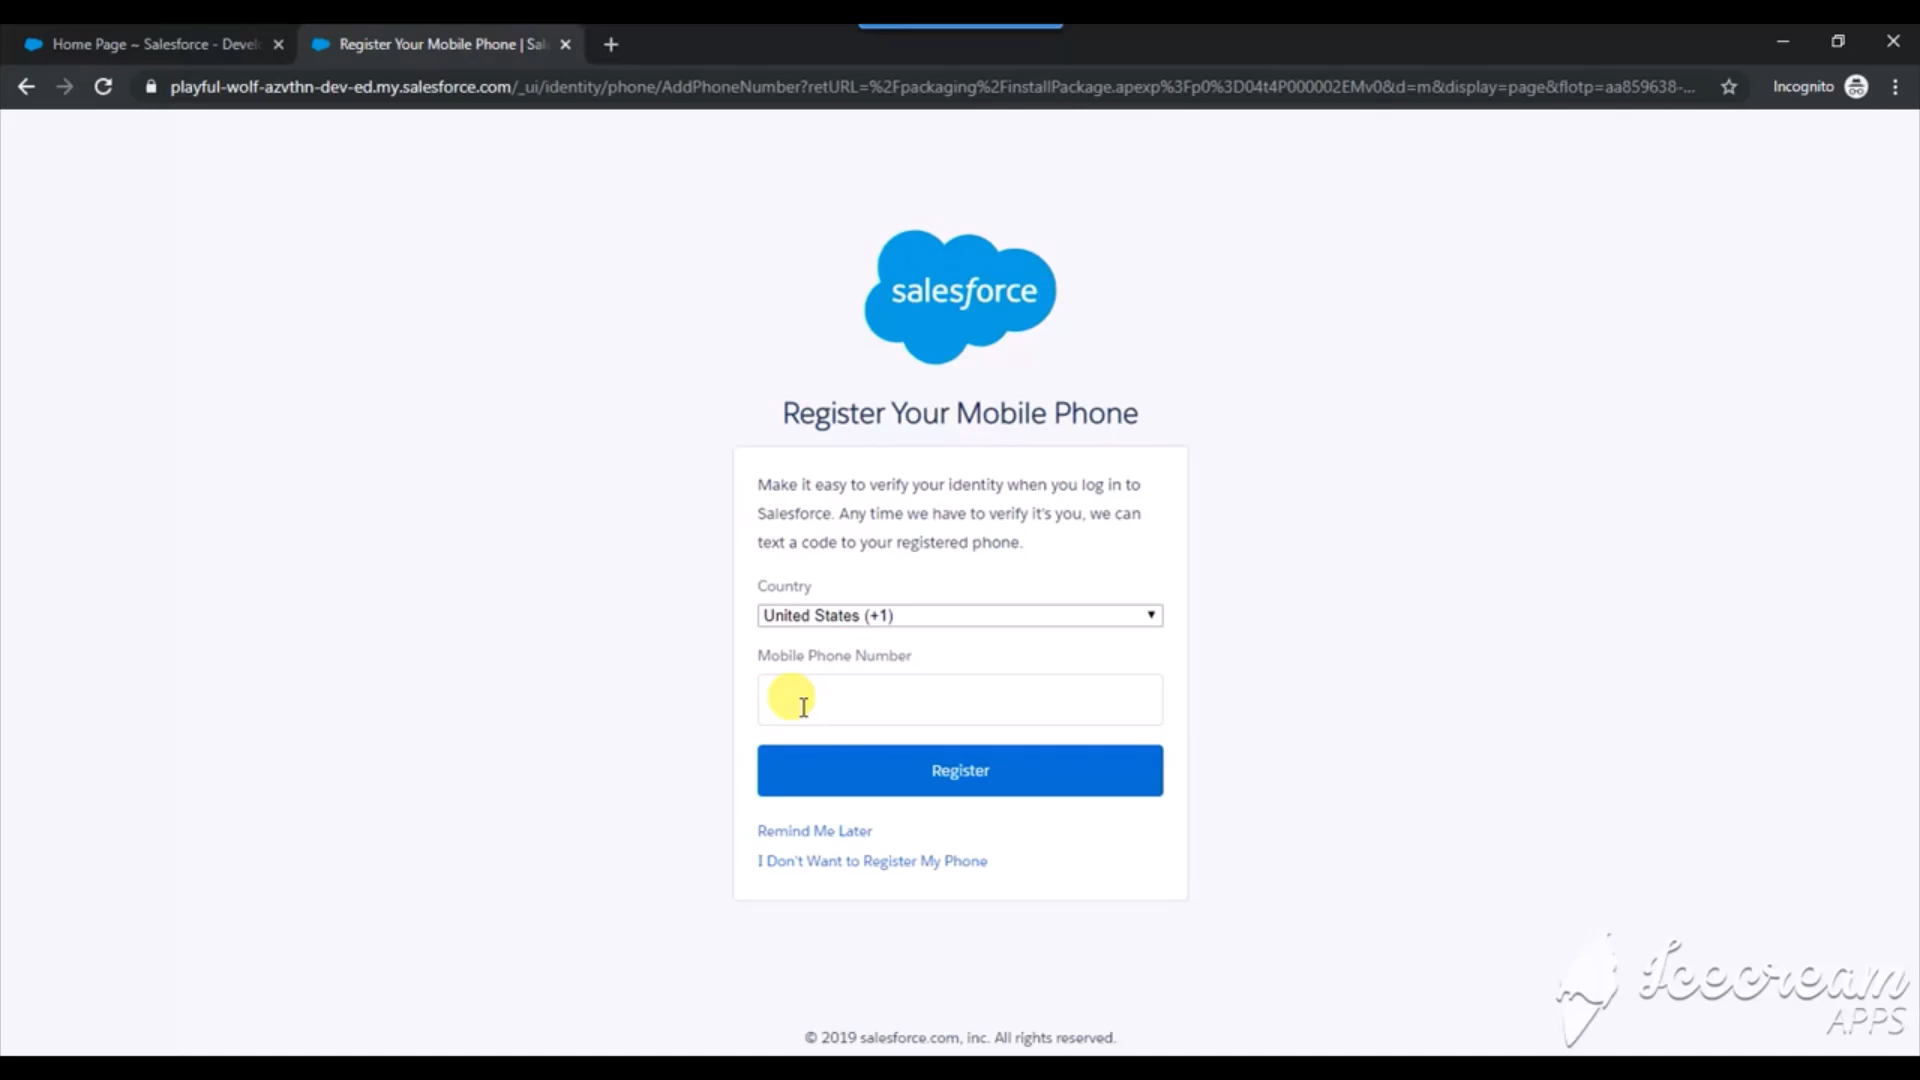 Home Page ~ Salesforce - Devel
Register Your Mobile Phone | Sal
playful-wolf-azvthn-dev-ed.my.salesforce.com/_ui/identity/phone/AddPhoneNumber?retURL=%2Fpackaging%2FinstallPackage.apexp%3Fp0%3D04t4P000002EMv0&d=m&display=page&flotp=aa859638-...
Incognito
salesforce
Register Your Mobile Phone
Make it easy to verify your identity when you log in to
Salesforce. Any time we have to verify it's you, we can
text a code to your registered phone.
Country
United States (+1)
Mobile Phone Number
Register
Remind Me Later
I Don't Want to Register My Phone
Icecream
APPS
© 2019 salesforce.com, inc. All rights reserved.